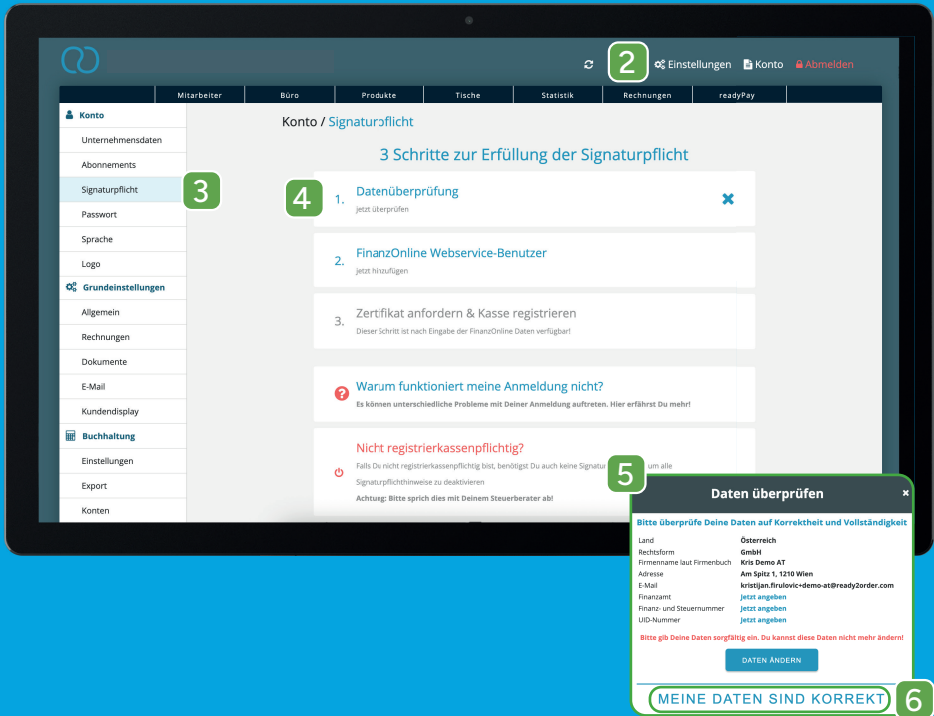 2 Einstellungen Konto Abmelden
Mitarbeiter Büro Produkte Tische Statistik Rechnungen readyPay
Konto
Unternehmensdaten
Abonnements
Signaturpflicht
3
Passwort
Sprache
Logo
Grundeinstellungen
Allgemein
Rechnungen
Dokumente
E-Mail
Kundendisplay
Buchhaltung
Einstellungen
Export
Konten
Konto / Signaturpflicht
3 Schritte zur Erfüllung der Signaturpflicht
4
1. Datenüberprüfung
jetzt überprüfen
2. FinanzOnline Webservice-Benutzer
jetzt hinzufügen
3. Zertifikat anfordern & Kasse registrieren
Dieser Schritt ist nach Eingabe der FinanzOnline Daten verfügbar!
Warum funktioniert meine Anmeldung nicht?
Es können unterschiedliche Probleme mit Deiner Anmeldung auftreten. Hier erfährst Du mehr!
Nicht registrierkassenpflichtig?
Falls Du nicht registrierkassenpflichtig bist, benötigst Du auch keine um alle
Signaturpflichthinweise zu deaktivieren
Achtung: Bitte sprich dies mit Deinem Steuerberater ab!
5
Daten überprüfen
Bitte überprüfe Deine Daten auf Korrektheit und Vollständigkeit
Land Österreich
Rechtsform GmbH
Firmenname laut Firmenbuch Kris Demo AT
Adresse Am Spitz 1, 1210 Wien
E-Mail kristijan.firulovic+demo-at@ready2order.com
Finanzamt Jetzt angeben
Finanz- und Steuernummer Jetzt angeben
UID-Nummer Jetzt angeben
Bitte gib Deine Daten sorgfältig ein. Du kannst diese Daten nicht mehr ändern!
DATEN ÄNDERN
MEINE DATEN SIND KORREKT 6